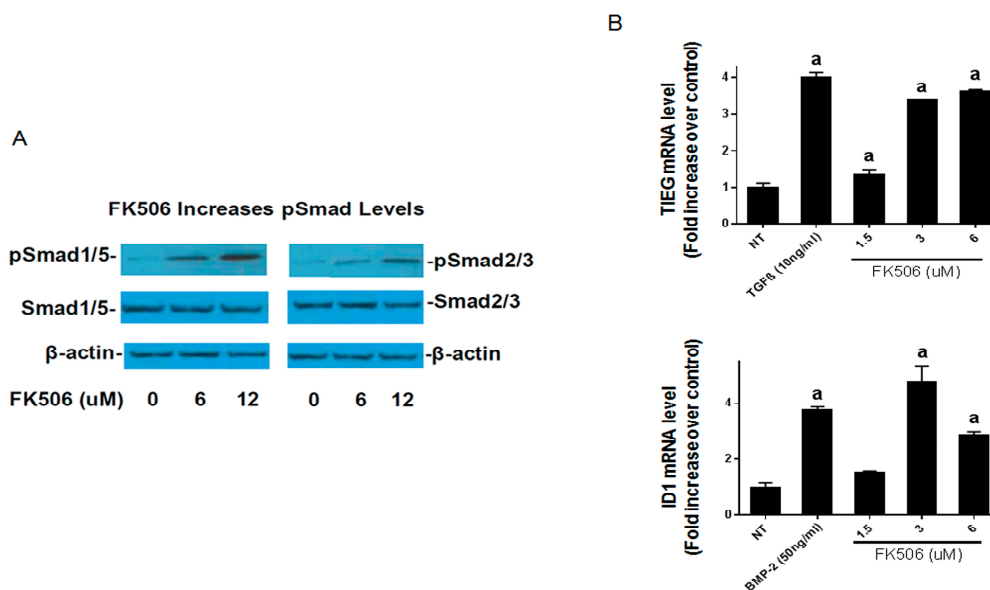 A
FK506 Increases pSmad Levels
pSmad1/5-
-pSmad2/3
Smad1/5-
-Smad2/3
β-actin-
-β-actin
FK506 (uM) 0 6 12 0 6 12
B
TIEG mRNA level
(Fold increase over control)
4
3
2
1
0
a
a
a
a
NT
TGFß (10ng/ml)
1.5
3
6
FK506 (uM)
ID1 mRNA level
(Fold increase over control)
4
2
0
a
a
a
NT
BMP-2 (50ng/ml)
1.5
3
6
FK506 (uM)